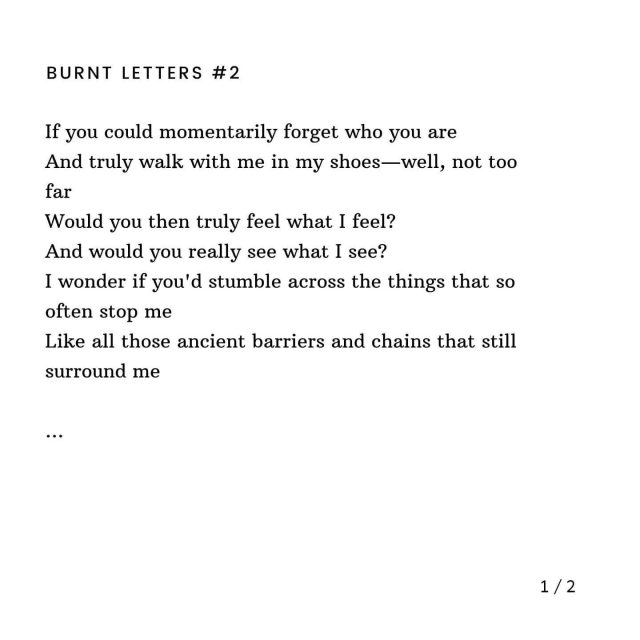 BURNT LETTERS #2
If you could momentarily forget who you are
And truly walk with me in my shoes—well, not too
far
Would you then truly feel what I feel?
And would you really see what I see?
I wonder if you'd stumble across the things that so
often stop me
Like all those ancient barriers and chains that still
surround me
...
1 / 2